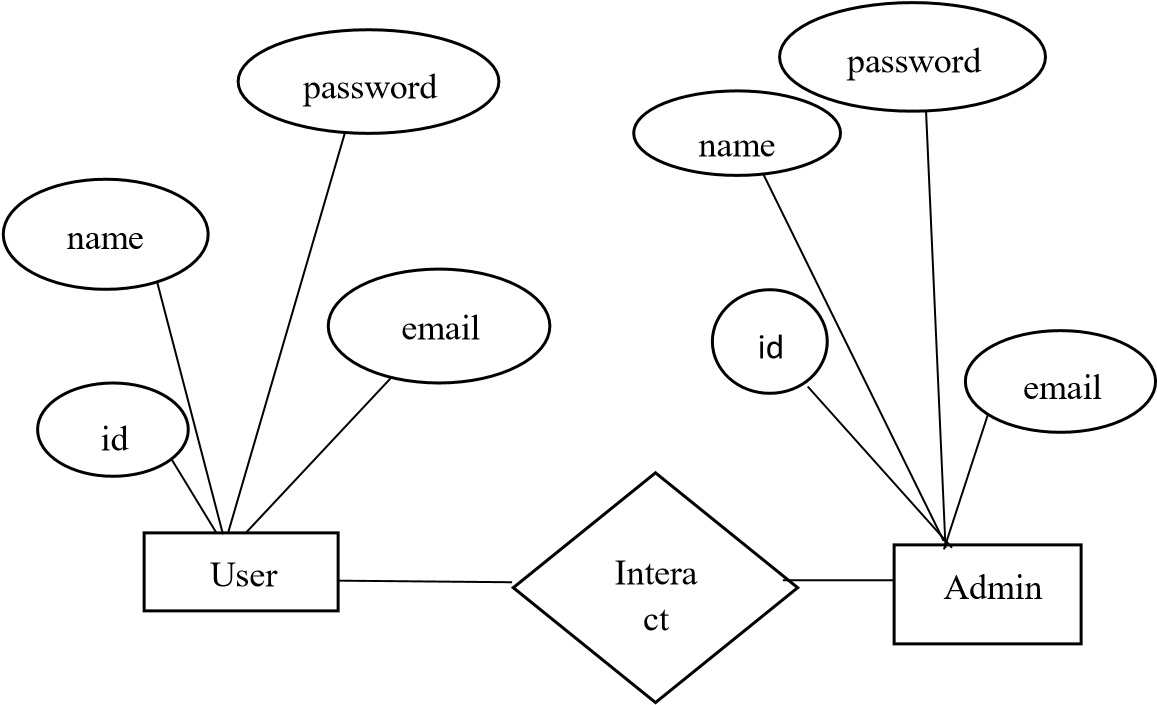 password
password
name
name
email
id
email
id
User
Intera
ct
Admin